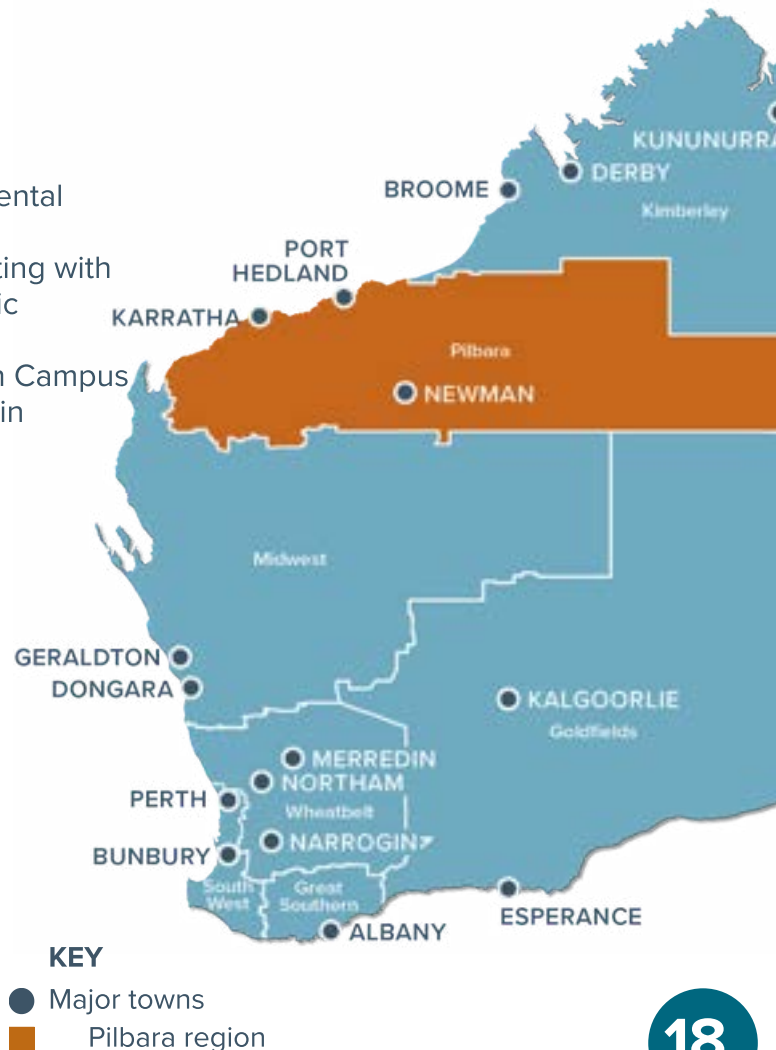 ental
ting with
ic
n Campus
in
KUNUNURRA
DERBY
BROOME
Kimberley
PORT
HEDLAND
KARRATHA
Pilbara
NEWMAN
Midwest
GERALDTON
DONGARA
KALGOORLIE
Goldfields
MERREDIN
NORTHAM
PERTH
Wheatbelt
NARROGIN
BUNBURY
South
West
Great
Southern
ALBANY
ESPERANCE
KEY
Major towns
Pilbara region
18